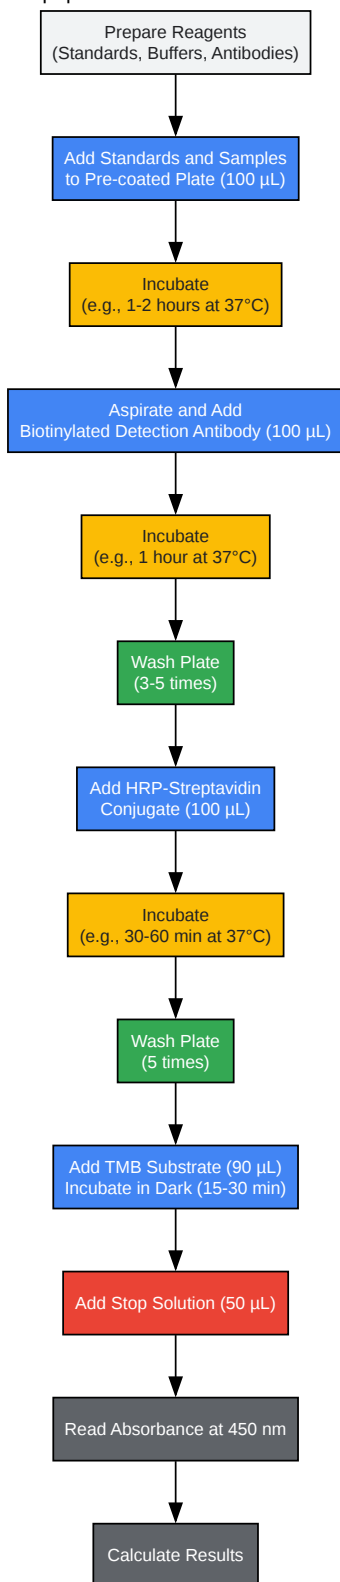 Prepare Reagents
(Standards, Buffers, Antibodies)
Add Standards and Samples
to Pre-coated Plate (100 µL)
Incubate
(e.g., 1-2 hours at 37°C)
Aspirate and Add
Biotinylated Detection Antibody (100 µL)
Incubate
(e.g., 1 hour at 37°C)
Wash Plate
(3-5 times)
Add HRP-Streptavidin
Conjugate (100 µL)
Incubate
(e.g., 30-60 min at 37°C)
Wash Plate
(5 times)
Add TMB Substrate (90 µL)
Incubate in Dark (15-30 min)
Add Stop Solution (50 µL)
Read Absorbance at 450 nm
Calculate Results